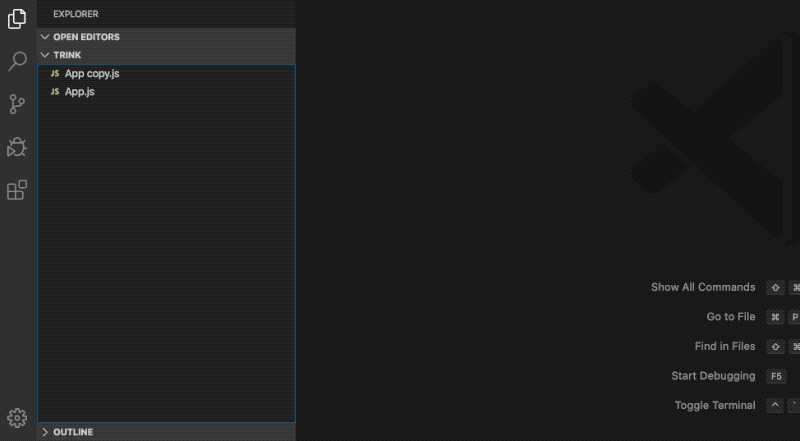 EXPLORER
OPEN EDITORS
TRINK
JS App copy.js
JS App.js
OUTLINE
Show All Commands ⇧ ⌘
Go to File ⌘ P
Find in Files ⇧ ⌘
Start Debugging F5
Toggle Terminal ^ `